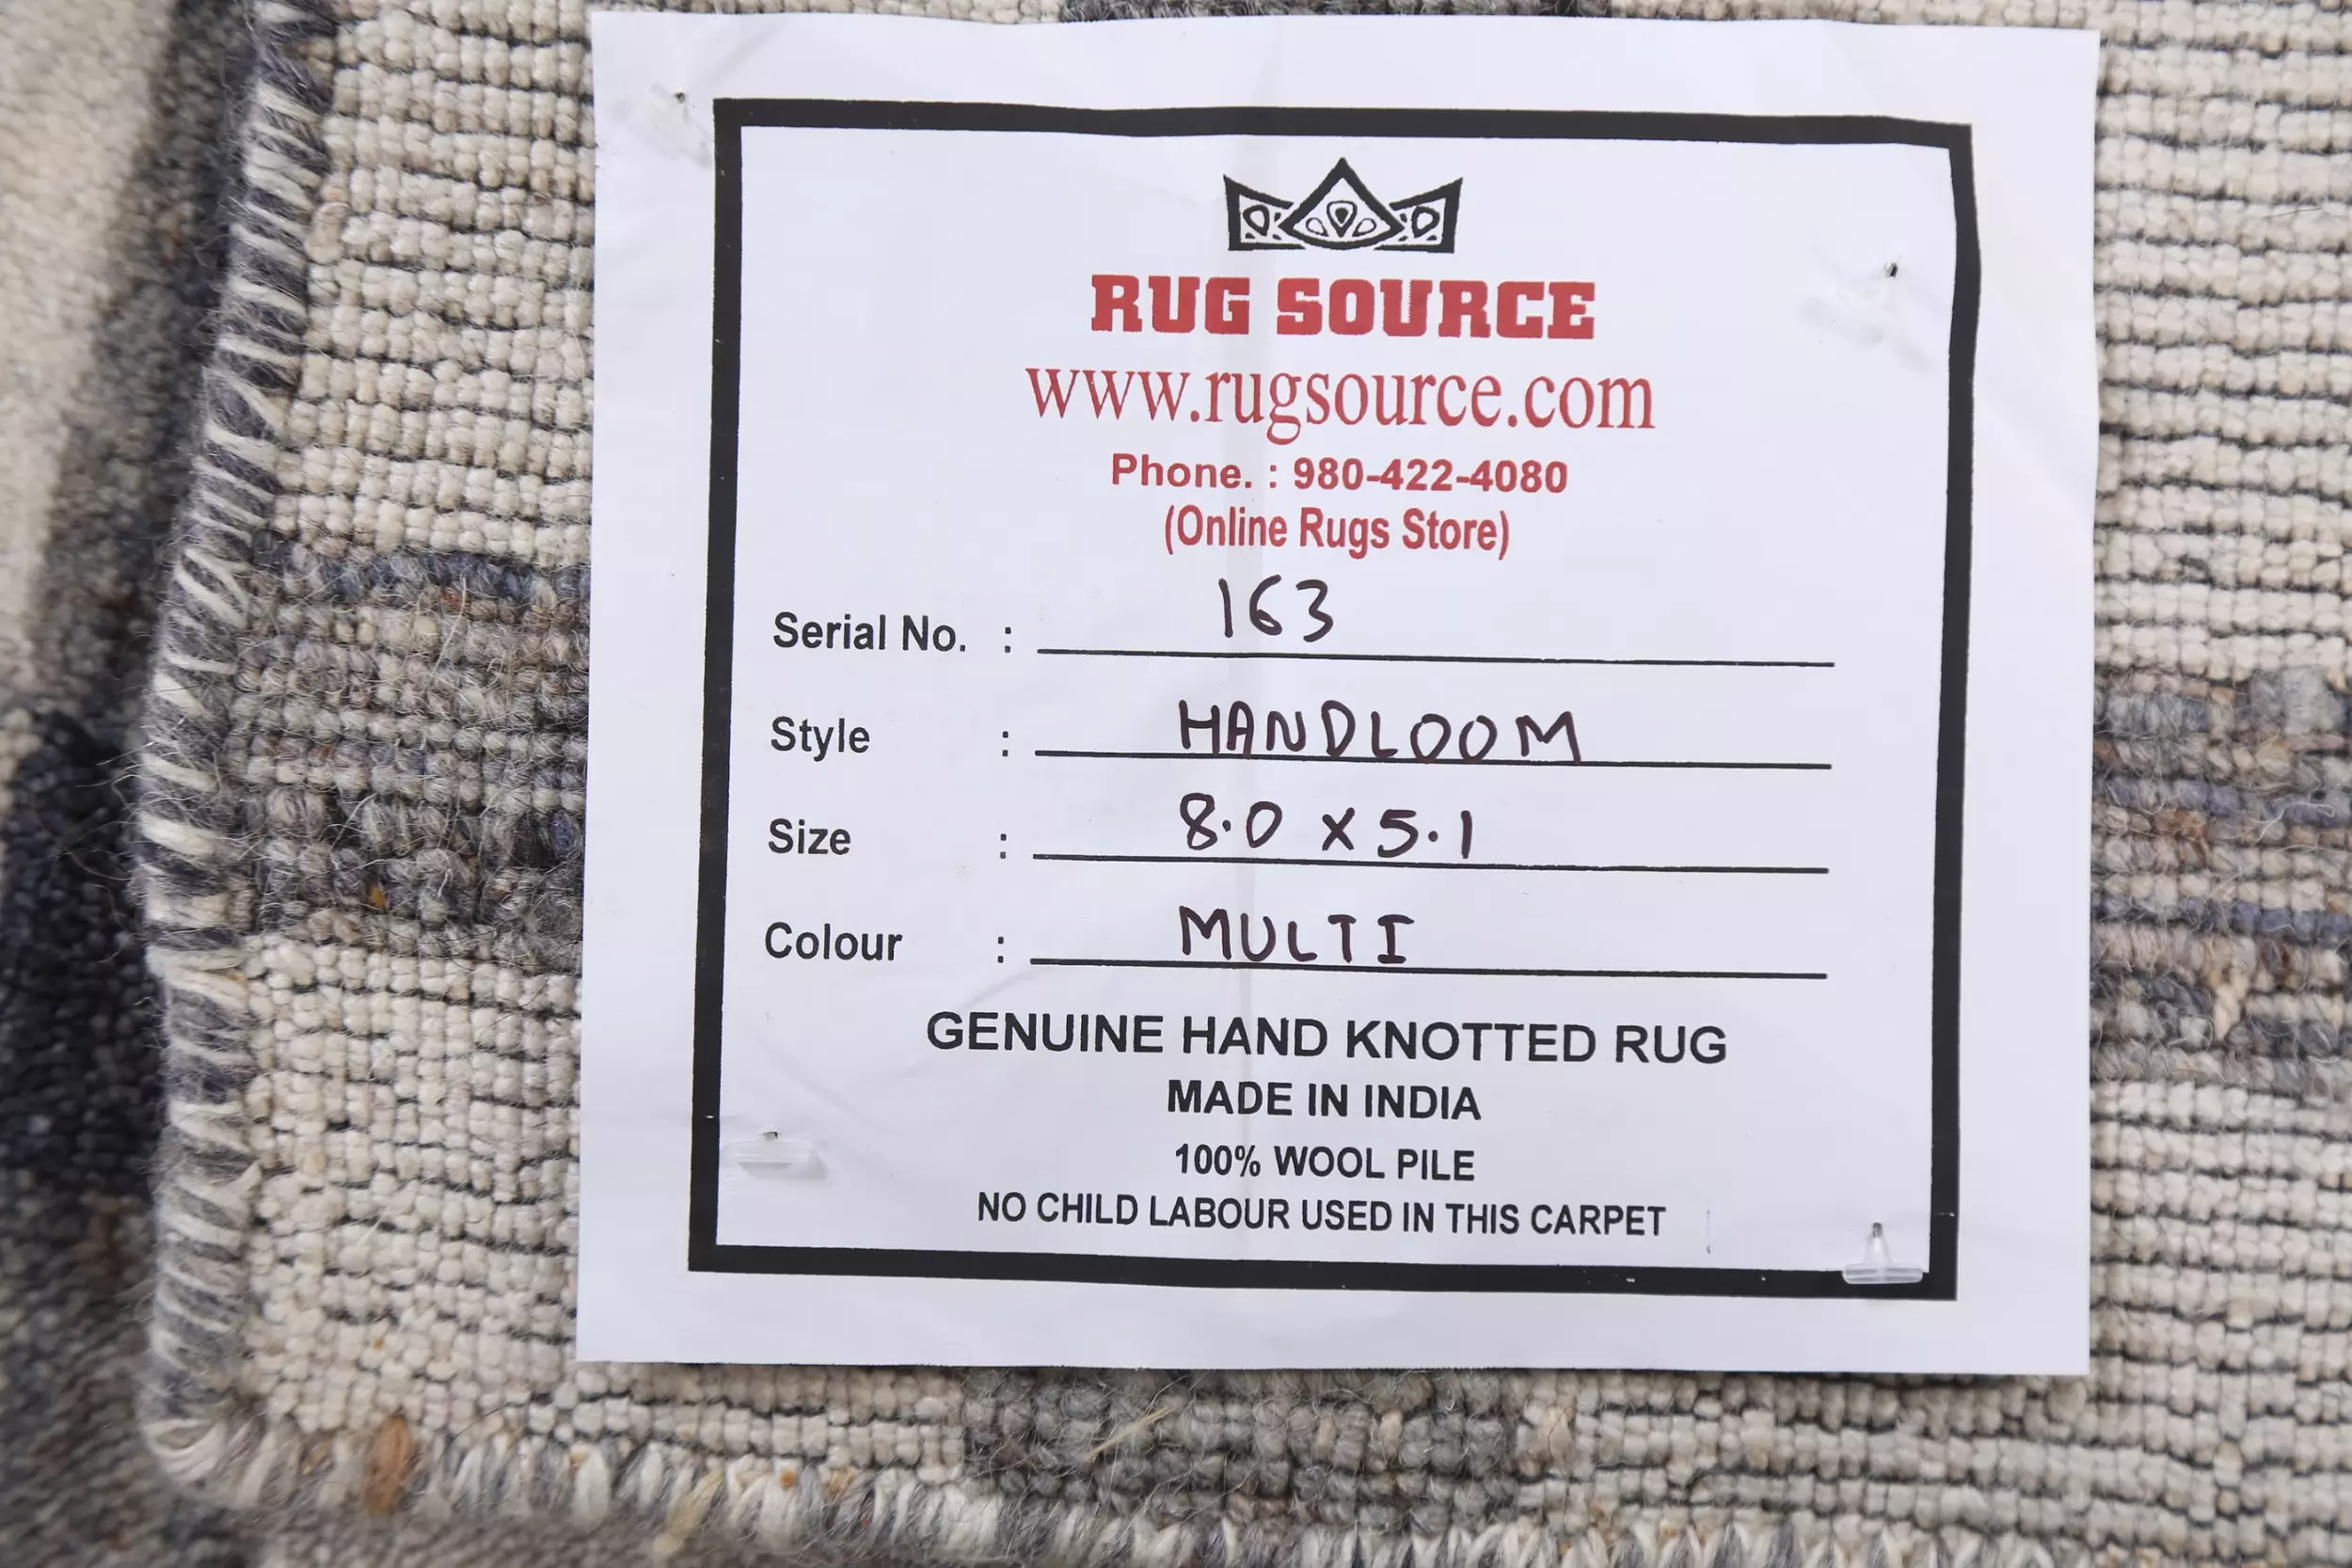 RUG SOURCE
www.rugsource.com
Phone. : 980-422-4080
(Online Rugs Store)
Serial No. : 163
Style : HANDLOOM
Size : 8.0 x 5.1
Colour : MULTI
GENUINE HAND KNOTTED RUG
MADE IN INDIA
100% WOOL PILE
NO CHILD LABOUR USED IN THIS CARPET